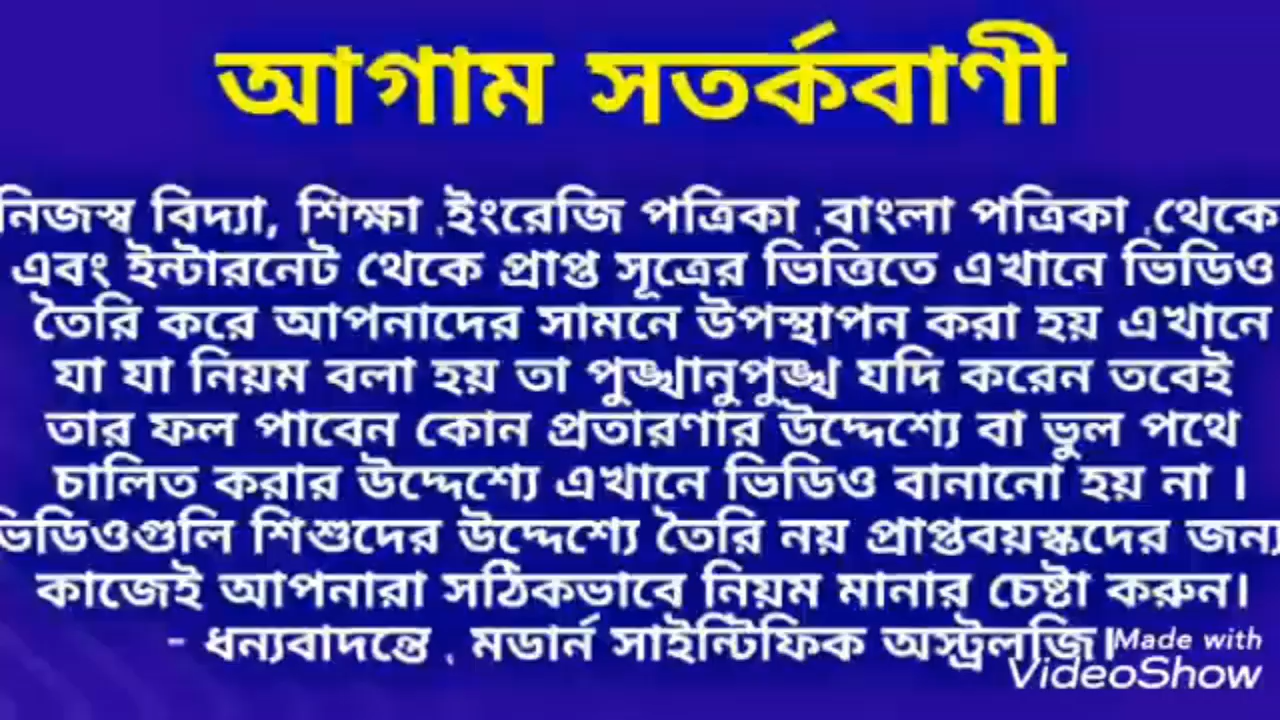 আগাম সতর্কবাণী
নিজস্ব বিদ্যা, শিক্ষা ,ইংরেজি পত্রিকা ,বাংলা পত্রিকা ,থেকে
এবং ইন্টারনেট থেকে প্রাপ্ত সূত্রের ভিত্তিতে এখানে ভিডিও
তৈরি করে আপনাদের সামনে উপস্থাপন করা হয় এখানে
যা যা নিয়ম বলা হয় তা পুঙ্খানুপুঙ্খ যদি করেন তবেই
তার ফল পাবেন কোন প্রতারণার উদ্দেশ্যে বা ভুল পথে
চালিত করার উদ্দেশ্যে এখানে ভিডিও বানানো হয় না ।
ভিডিওগুলি শিশুদের উদ্দেশ্যে তৈরি নয় প্রাপ্তবয়স্কদের জন্য
কাজেই আপনারা সঠিকভাবে নিয়ম মানার চেষ্টা করুন।
- ধন্যবাদন্তে , মডার্ন সাইন্টিফিক অস্ট্রলজি।
Made with
VideoShow